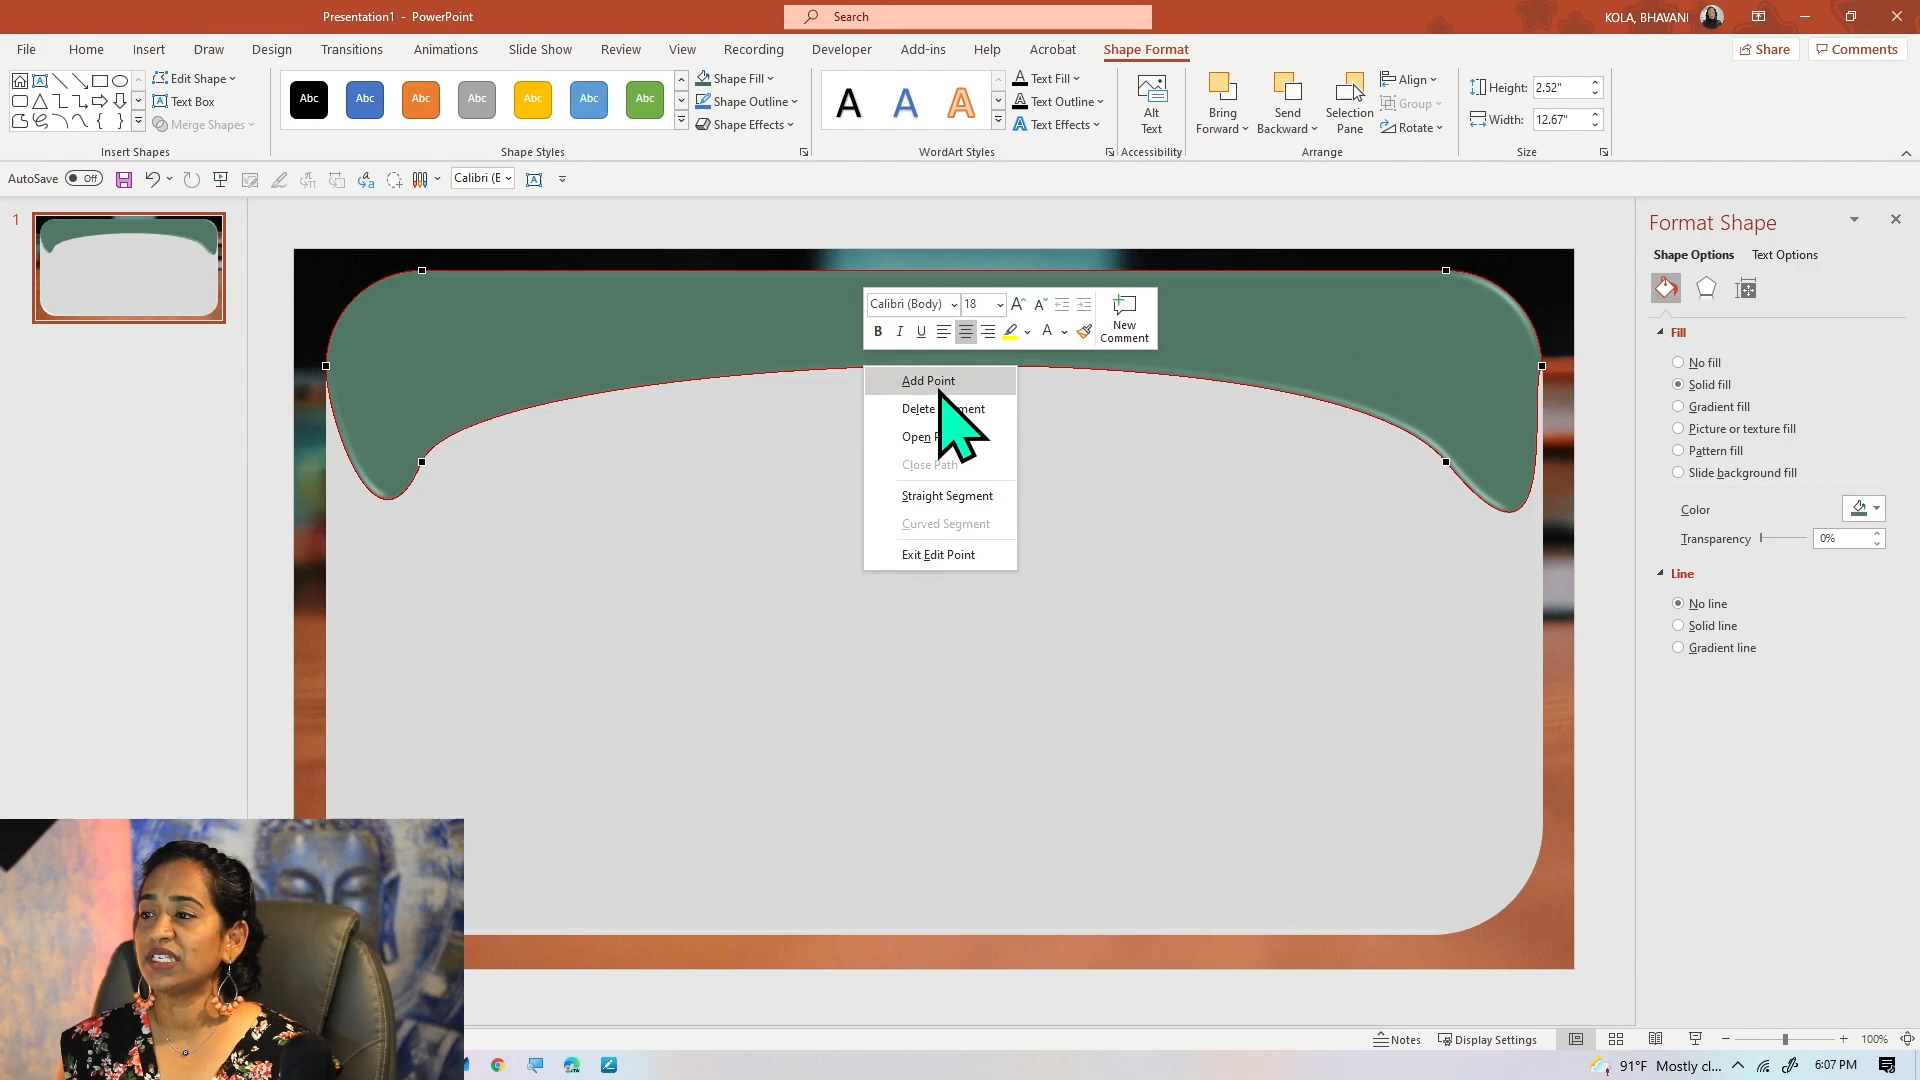 Presentation1 - PowerPoint
Search
KOLA, BHAVANI
File Home Insert Draw Design Transitions Animations Slide Show Review View Recording Developer Add-ins Help Acrobat Shape Format Share Comments
Edit Shape
Text Box
Merge Shapes
Insert Shapes
Abc Abc Abc Abc Abc Abc Abc
Shape Fill
Shape Outline
Shape Effects
Shape Styles
A A A
Text Fill
Text Outline
Text Effects
WordArt Styles
Alt Text
Accessibility
Bring Forward
Send Backward
Selection Pane
Align
Group
Rotate
Arrange
Height: 2.52"
Width: 12.67"
Size
AutoSave Off
Calibri (E
1
Calibri (Body) 18
B I U
New Comment
Add Point
Delete
Open
Close Path
Straight Segment
Curved Segment
Exit Edit Point
Format Shape
Shape Options Text Options
Fill
No fill
Solid fill
Gradient fill
Picture or texture fill
Pattern fill
Slide background fill
Color
Transparency 0%
Line
No line
Solid line
Gradient line
Notes Display Settings 100%
91°F Mostly cl... 6:07 PM